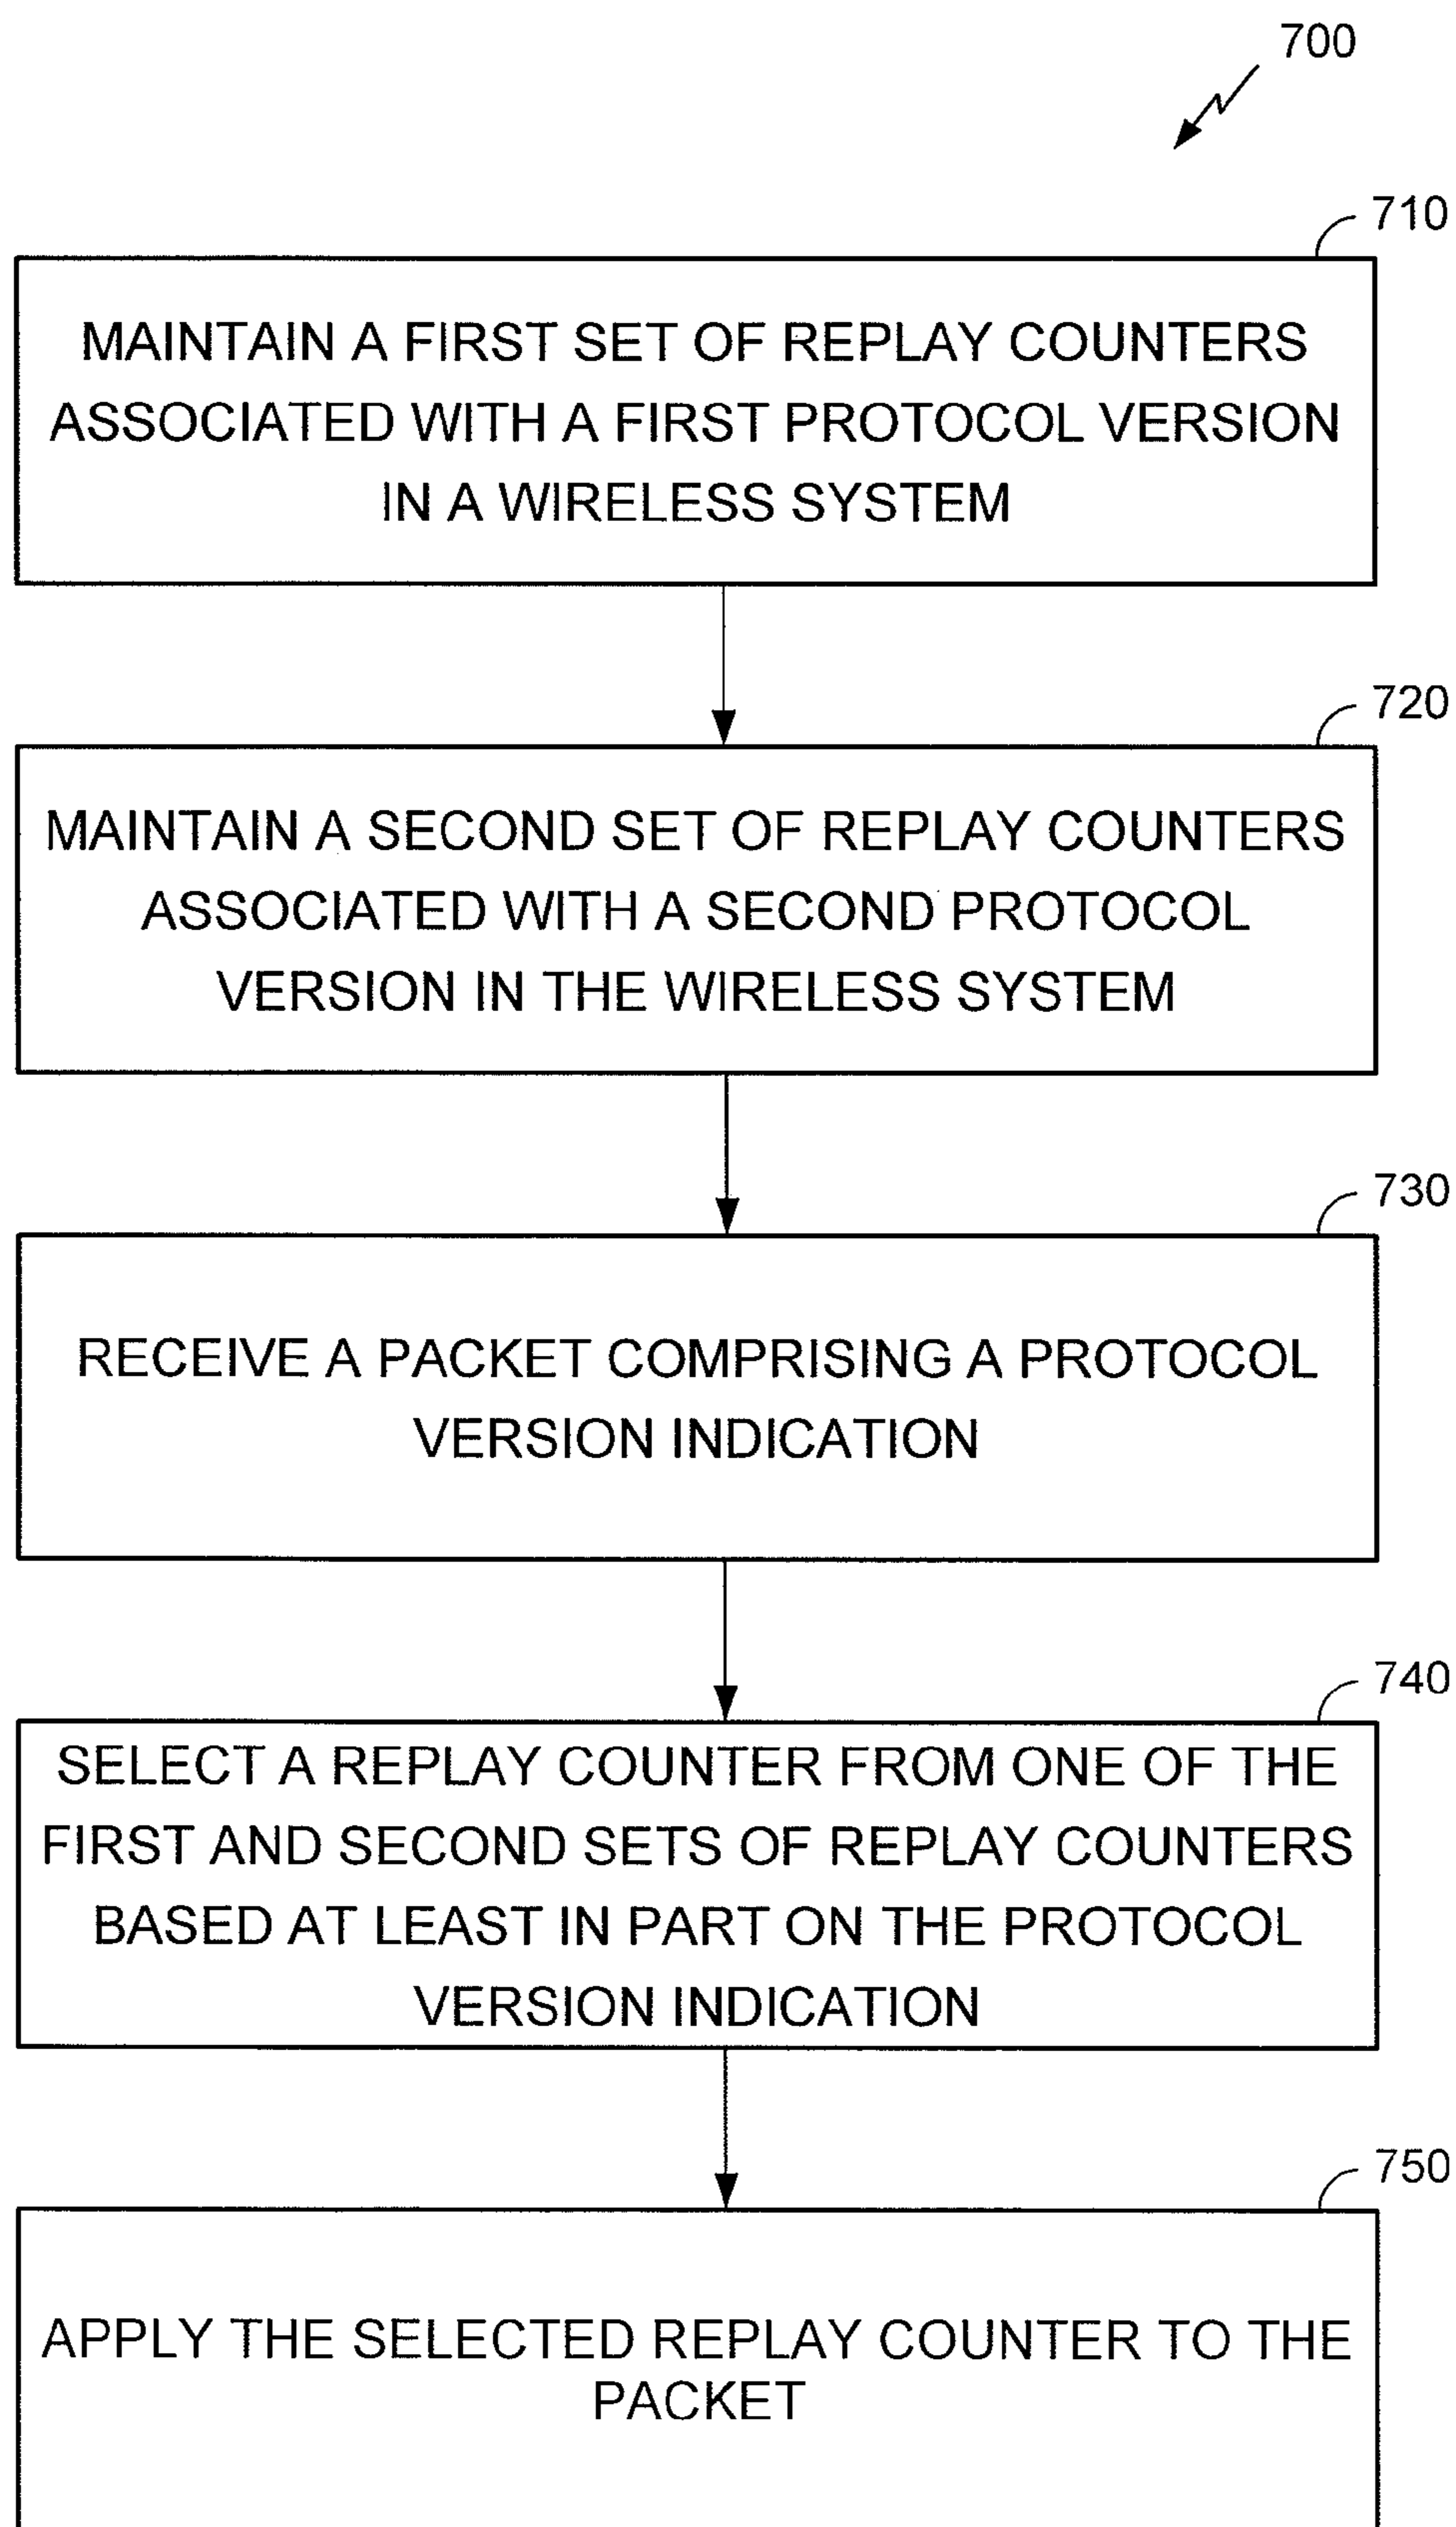 700
710
MAINTAIN A FIRST SET OF REPLAY COUNTERS
ASSOCIATED WITH A FIRST PROTOCOL VERSION
IN A WIRELESS SYSTEM
720
MAINTAIN A SECOND SET OF REPLAY COUNTERS
ASSOCIATED WITH A SECOND PROTOCOL
VERSION IN THE WIRELESS SYSTEM
730
RECEIVE A PACKET COMPRISING A PROTOCOL
VERSION INDICATION
740
SELECT A REPLAY COUNTER FROM ONE OF THE
FIRST AND SECOND SETS OF REPLAY COUNTERS
BASED AT LEAST IN PART ON THE PROTOCOL
VERSION INDICATION
750
APPLY THE SELECTED REPLAY COUNTER TO THE
PACKET